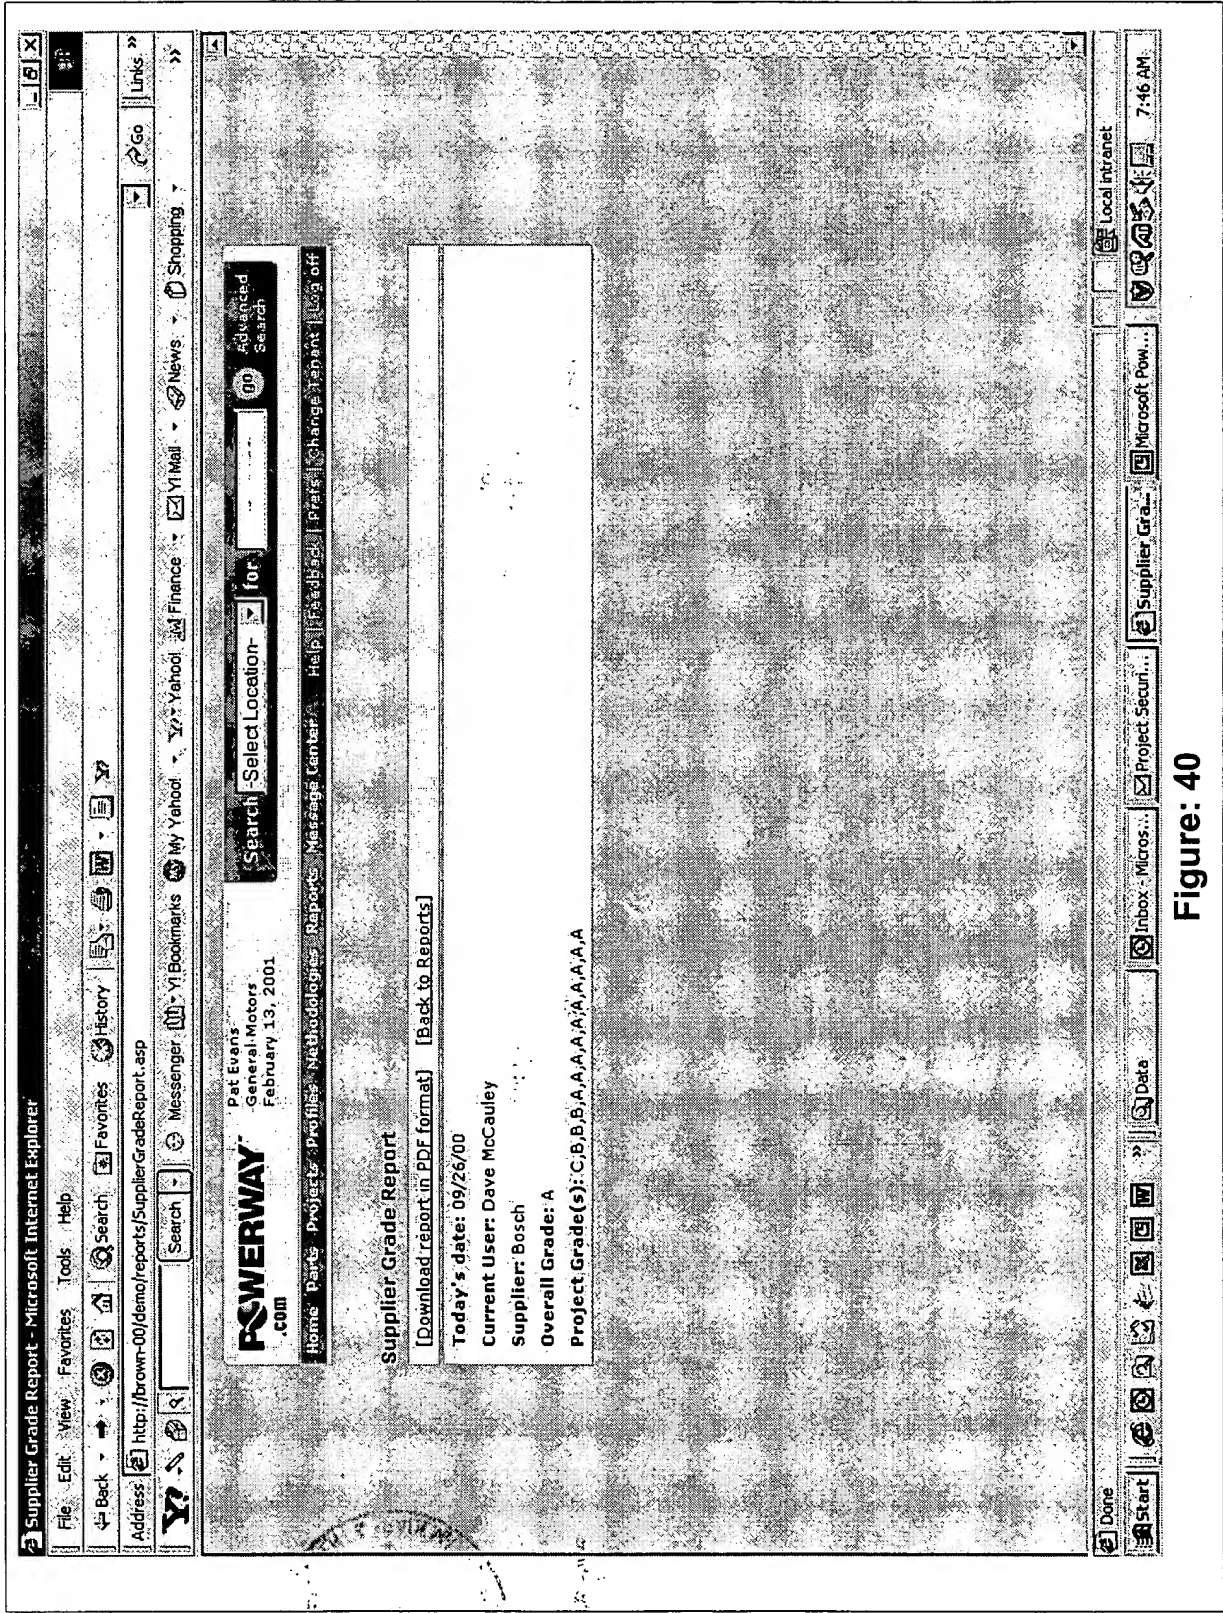 Supplier Grade Report - Microsoft Internet Explorer
File Edit View Favorites Tools Help
Back Search Favorites History
Address http://brown-00/demo/reports/SupplierGradeReport.asp Go Links »
Y! Search Messenger Y! Bookmarks My Yahoo! Yahoo! Finance Y! Mail News Shopping »
POWERWAY .com
Pat Evans
General Motors
February 13, 2001
Search -Select Location- for go Advanced Search
Home Parts Projects Profiles Methodologies Reports Message Center Help | Feedback | Prefs | Change Tenant | Log off
Supplier Grade Report
[Download report in PDF format] [Back to Reports]
Today's date: 09/26/00
Current User: Dave McCauley
Supplier: Bosch
Overall Grade: A
Project Grade(s): C,B,B,B,A,A,A,A,A,A,A,A,A,A
Done Local intranet
Start » Data Inbox - Micros... Project Securi... Supplier Gra... Microsoft Pow... 7:46 AM
Figure: 40